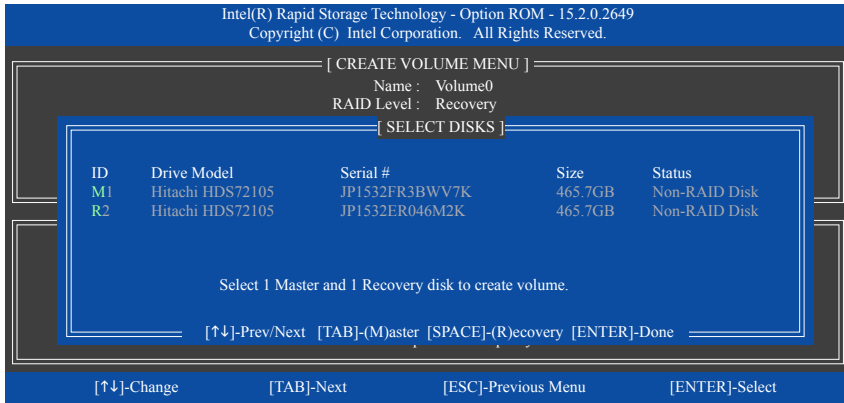 Intel(R) Rapid Storage Technology - Option ROM - 15.2.0.2649
Copyright (C) Intel Corporation. All Rights Reserved.
[ CREATE VOLUME MENU ]
Name : Volume0
RAID Level : Recovery
[ SELECT DISKS ]
ID Drive Model Serial # Size Status
M1 Hitachi HDS72105 JP1532FR3BWV7K 465.7GB Non-RAID Disk
R2 Hitachi HDS72105 JP1532ER046M2K 465.7GB Non-RAID Disk
Select 1 Master and 1 Recovery disk to create volume.
[↑↓]-Prev/Next [TAB]-(M)aster [SPACE]-(R)ecovery [ENTER]-Done
[↑↓]-Change [TAB]-Next [ESC]-Previous Menu [ENTER]-Select